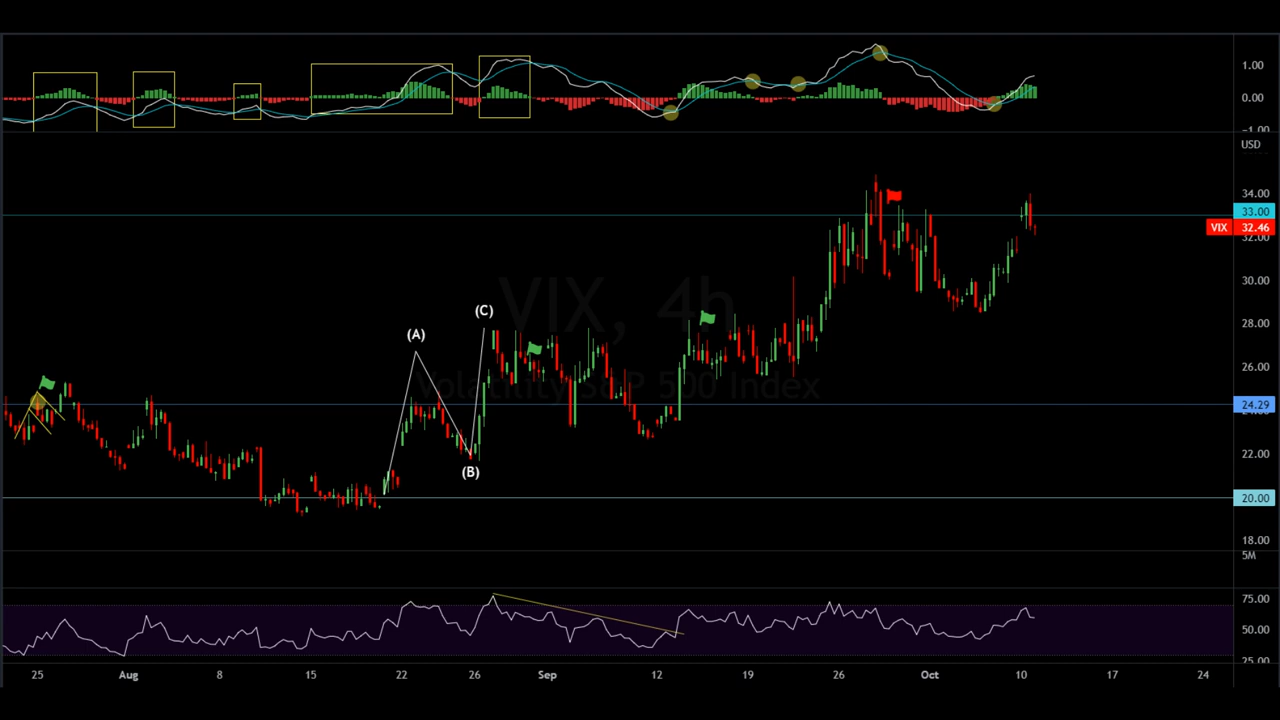 1.00
0.00
−1.00
USD
34.00
33.00
VIX 32.46
32.00
30.00
VIX, 4h
(C)
28.00
(A)
26.00
Volatility S&P 500 Index
24.29
24.00
22.00
(B)
20.00
18.00
5M
75.00
50.00
25.00
25 Aug 8 15 22 26 Sep 12 19 26 Oct 10 17 24